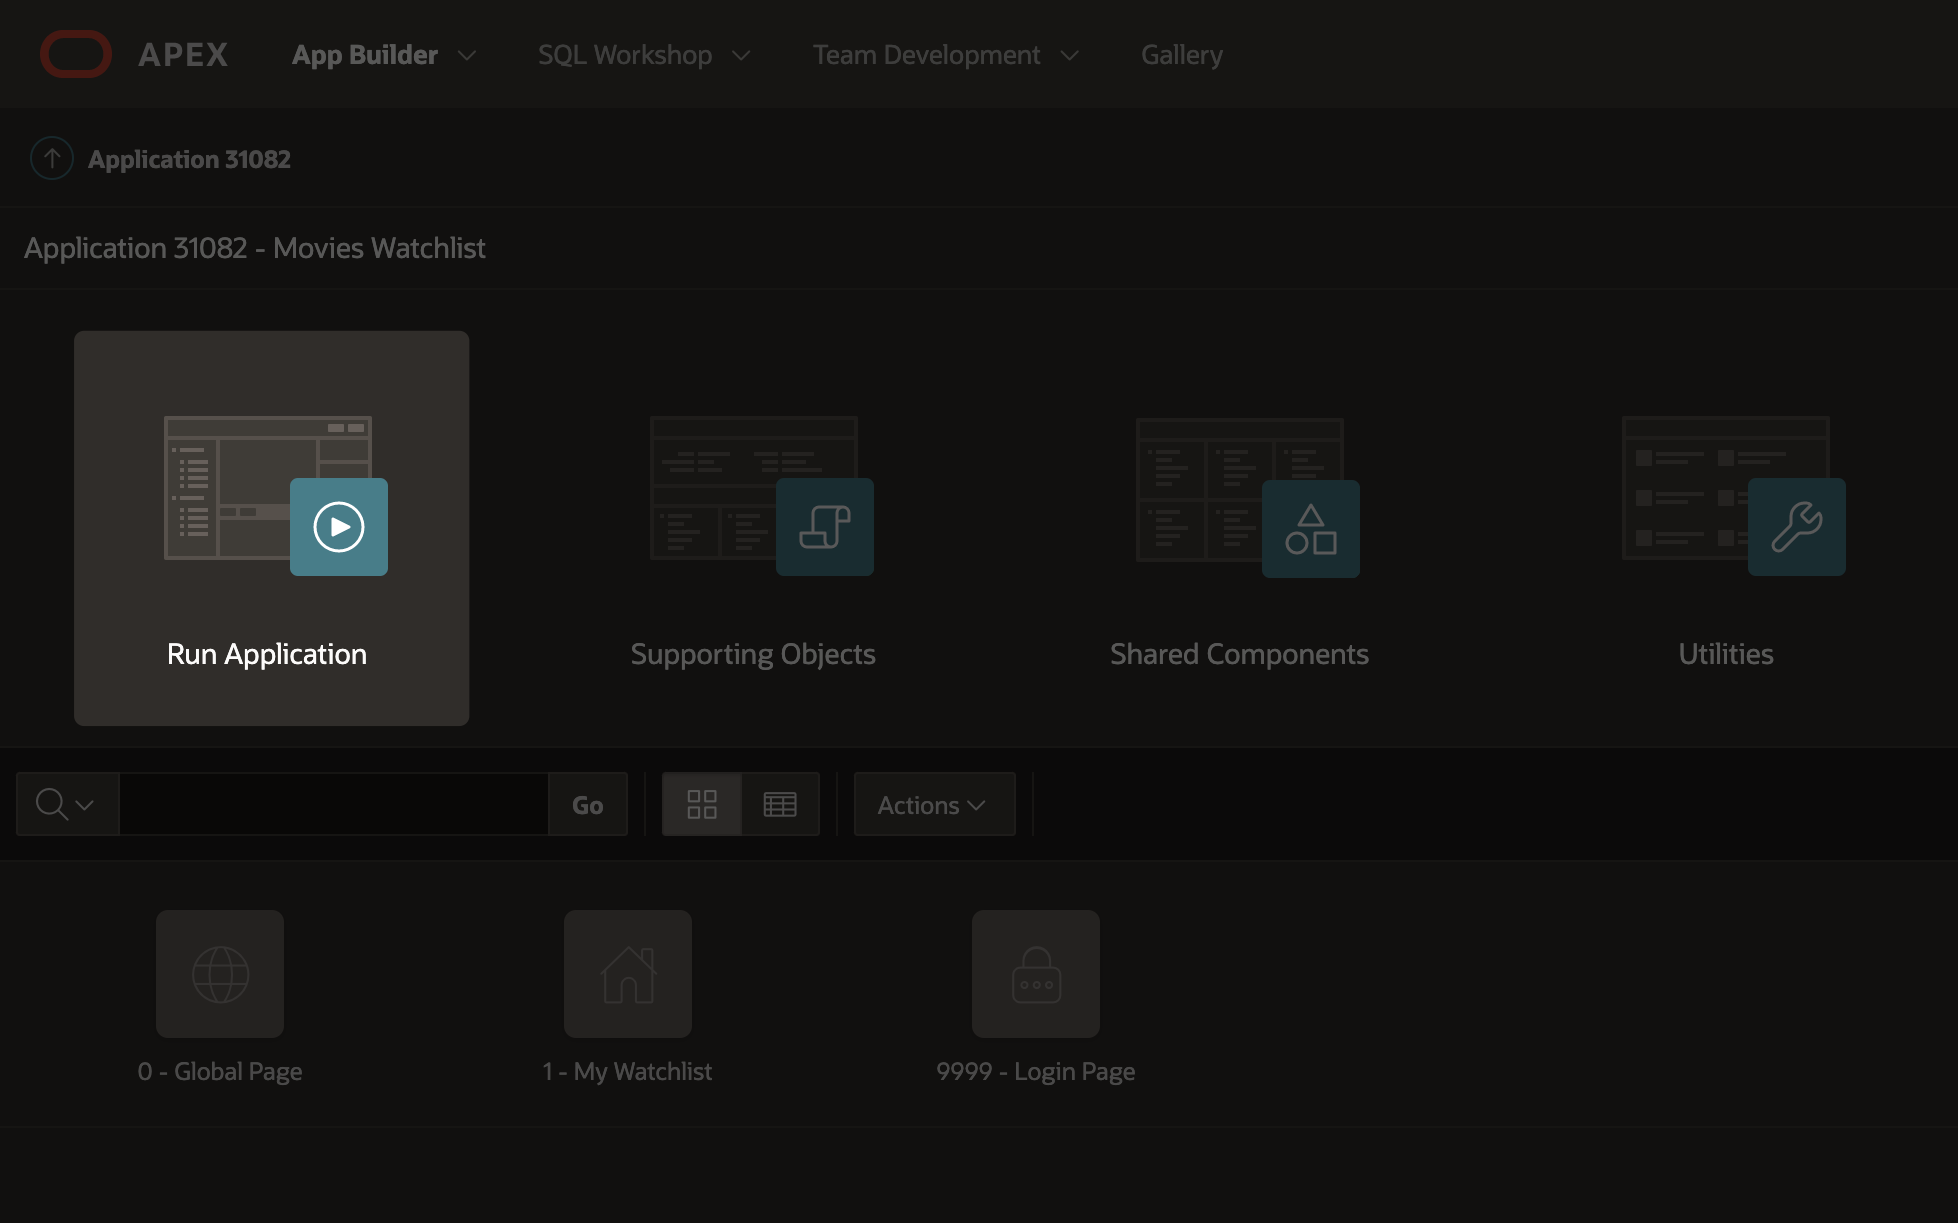 APEX App Builder SQL Workshop Team Development Gallery
Application 31082
Application 31082 - Movies Watchlist
Run Application Supporting Objects Shared Components Utilities
Go Actions
0 - Global Page 1 - My Watchlist 9999 - Login Page